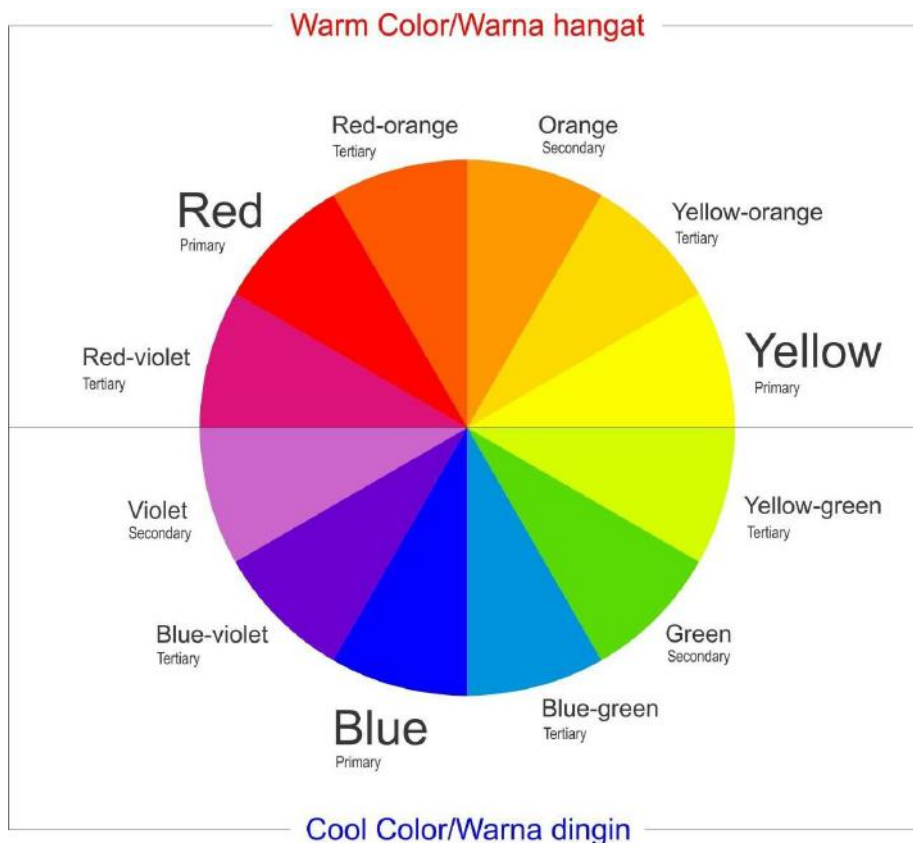 Warm Color/Warna hangat
Red-orange
Tertiary
Orange
Secondary
Red
Primary
Yellow-orange
Tertiary
Red-violet
Tertiary
Yellow
Primary
Violet
Secondary
Yellow-green
Tertiary
Blue-violet
Tertiary
Green
Secondary
Blue
Primary
Blue-green
Tertiary
Cool Color/Warna dingin